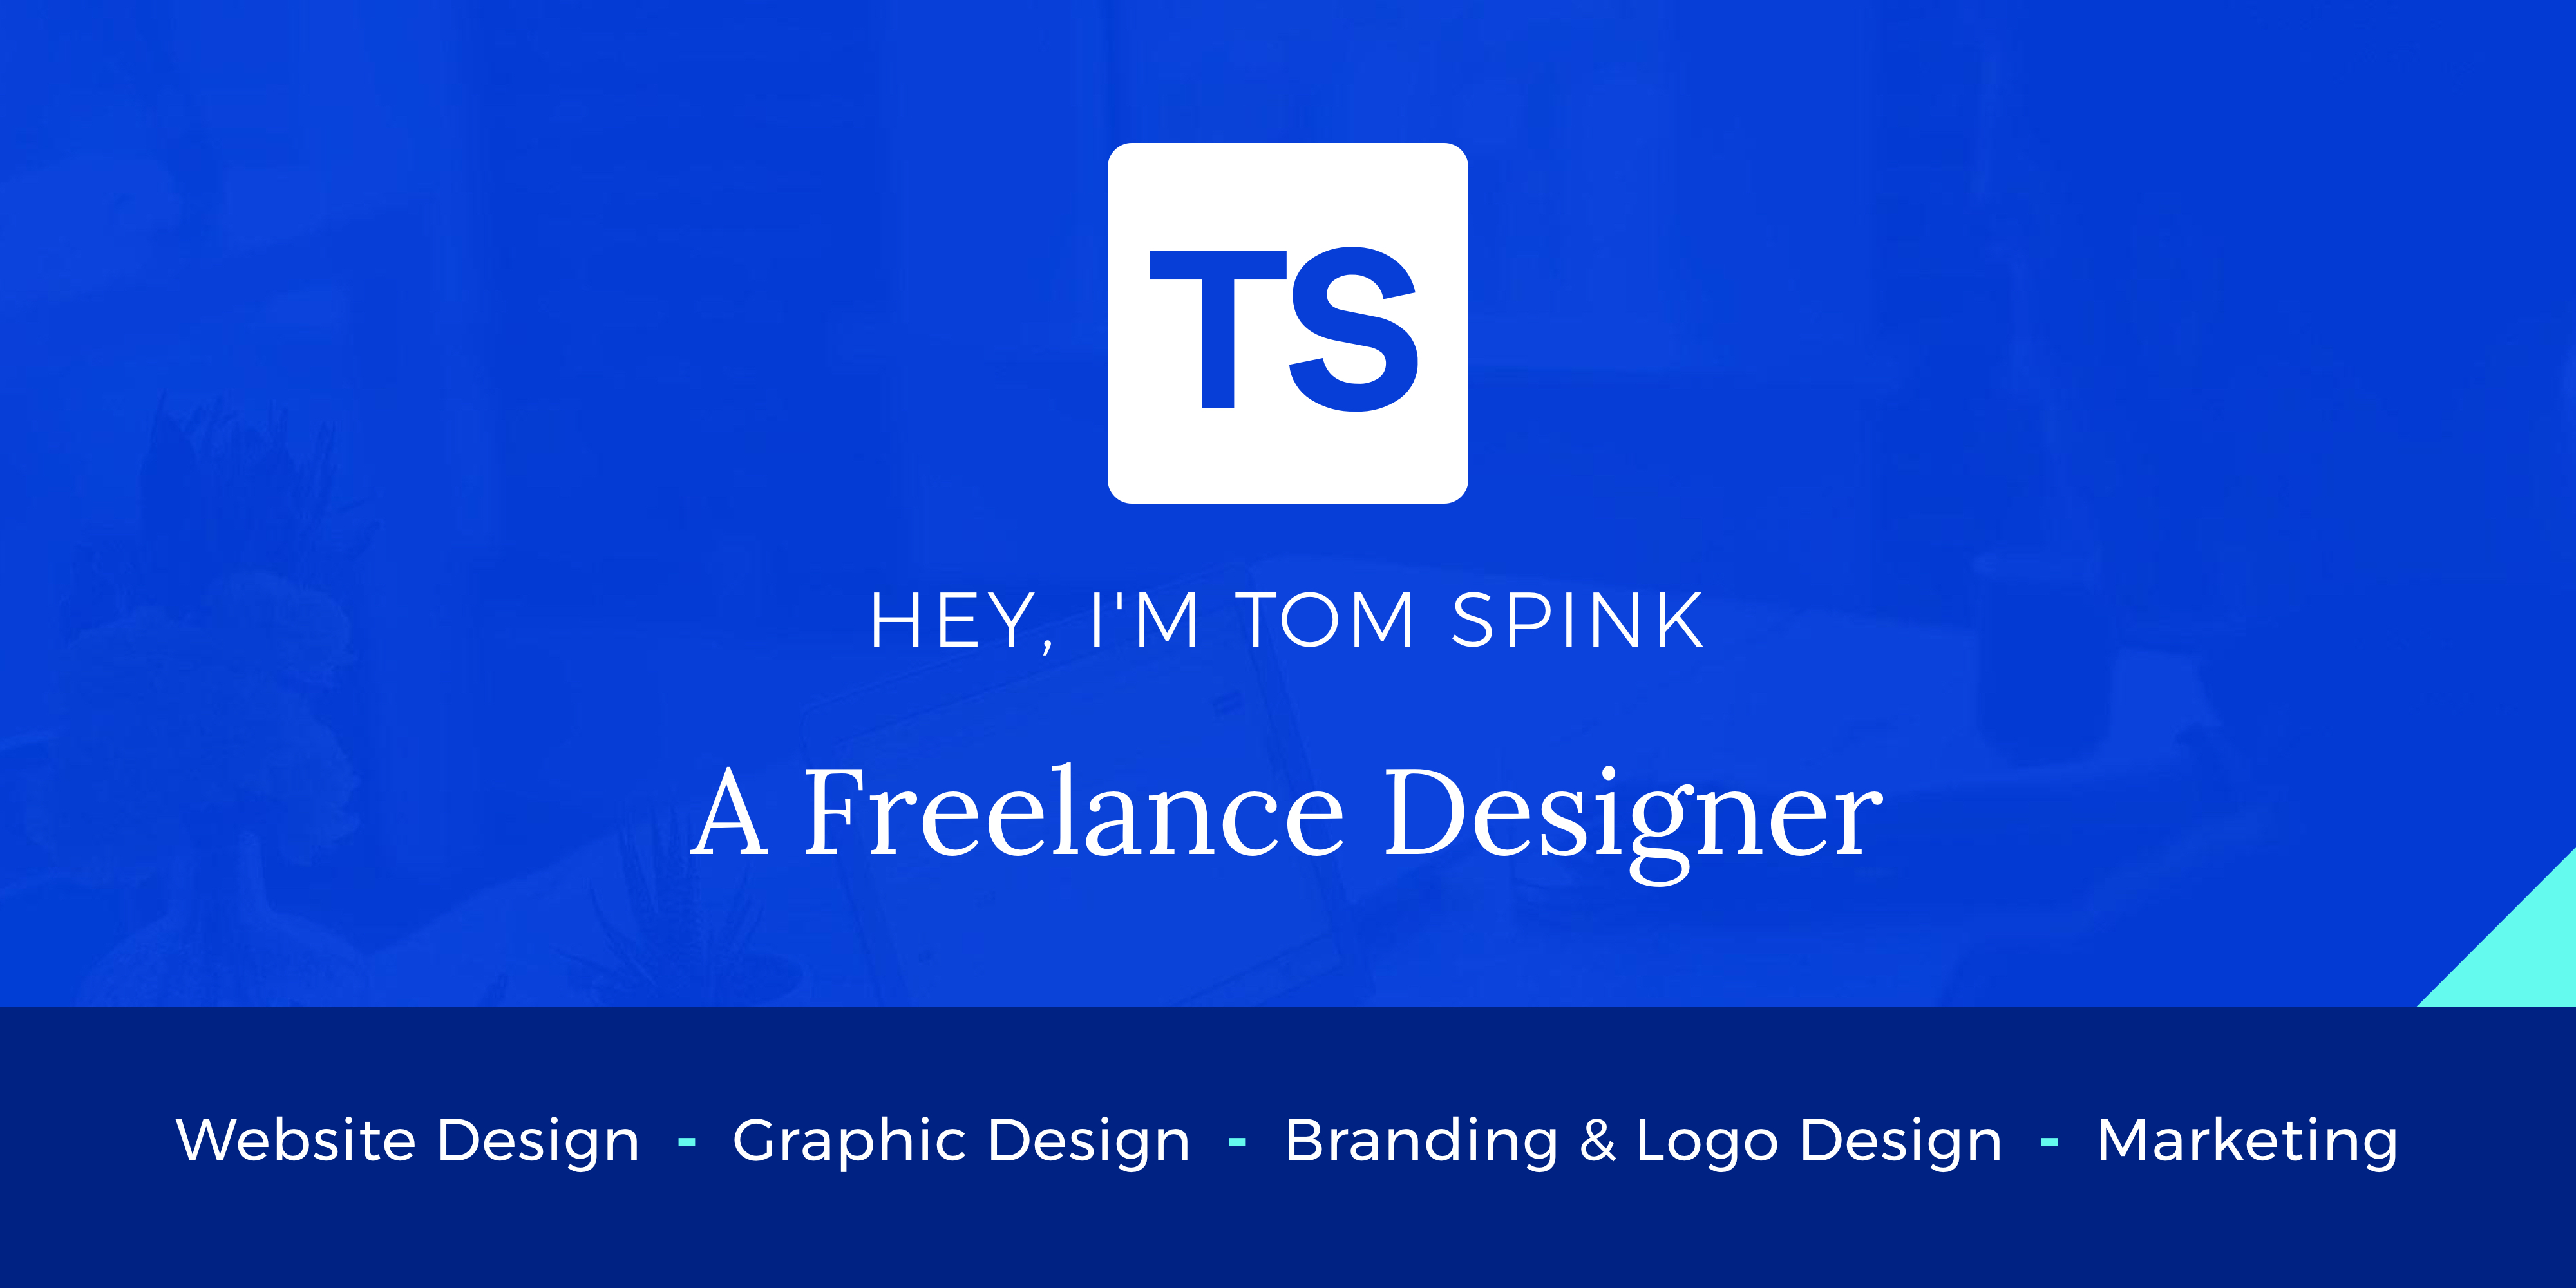 TS
HEY, I'M TOM SPINK
A Freelance Designer
Website Design - Graphic Design - Branding & Logo Design - Marketing